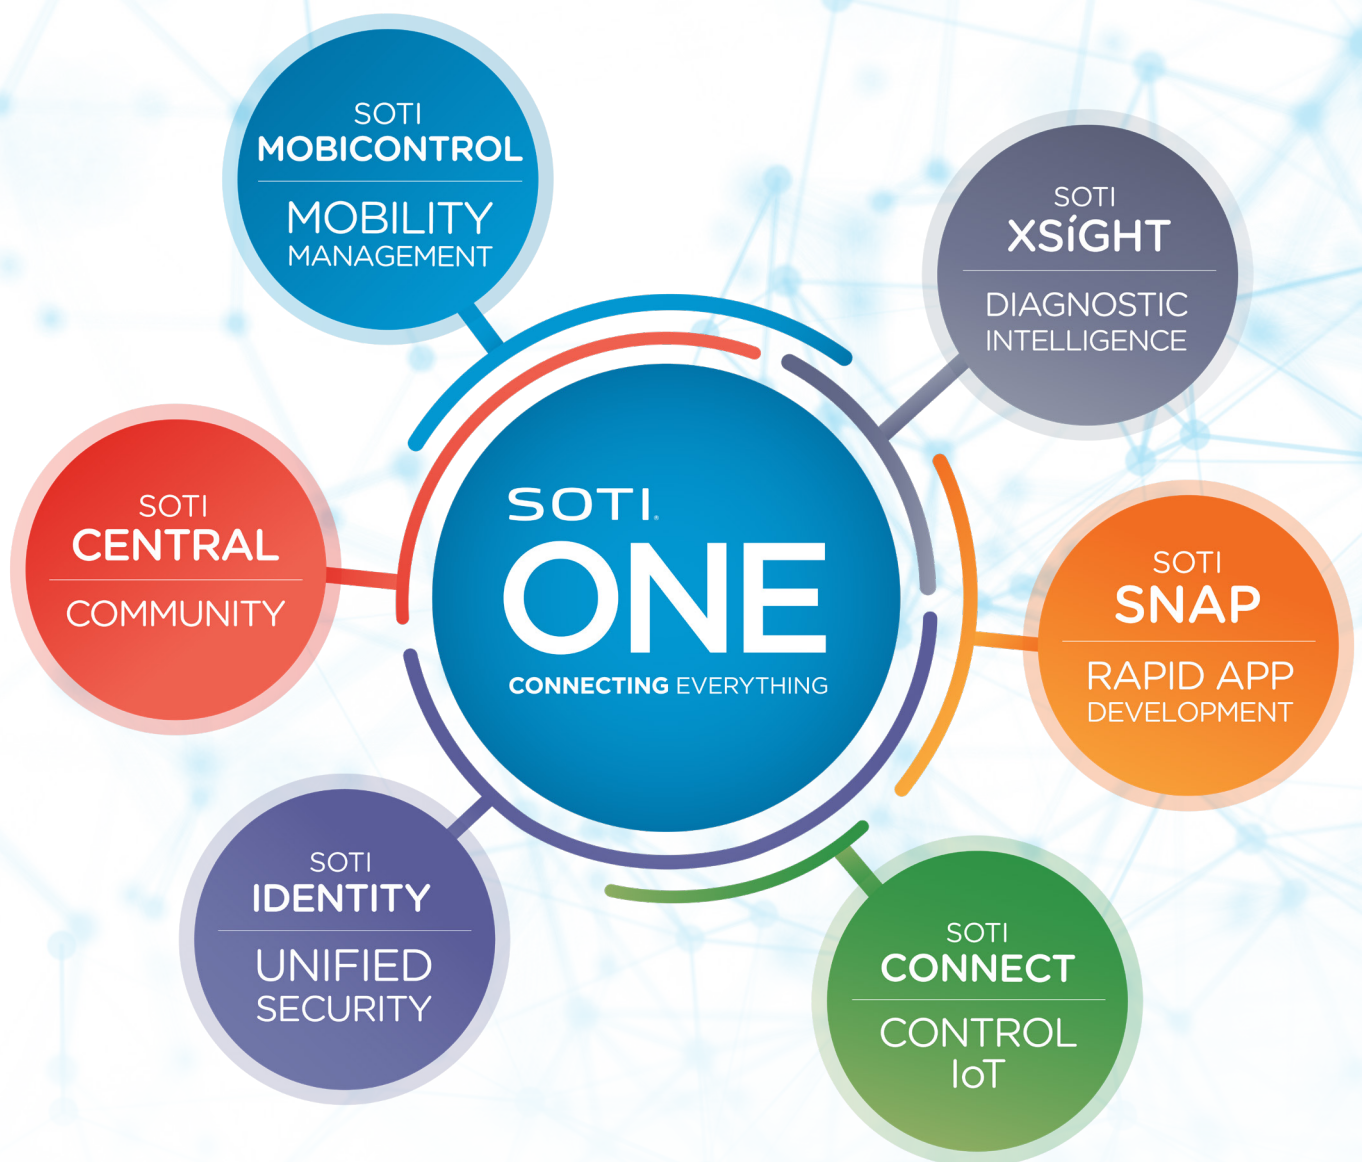 SOTI
MOBICONTROL
MOBILITY
MANAGEMENT
SOTI
XSíGHT
DIAGNOSTIC
INTELLIGENCE
SOTI
CENTRAL
COMMUNITY
SOTI.
ONE
CONNECTING EVERYTHING
SOTI
SNAP
RAPID APP
DEVELOPMENT
SOTI
IDENTITY
UNIFIED
SECURITY
SOTI
CONNECT
CONTROL
IoT